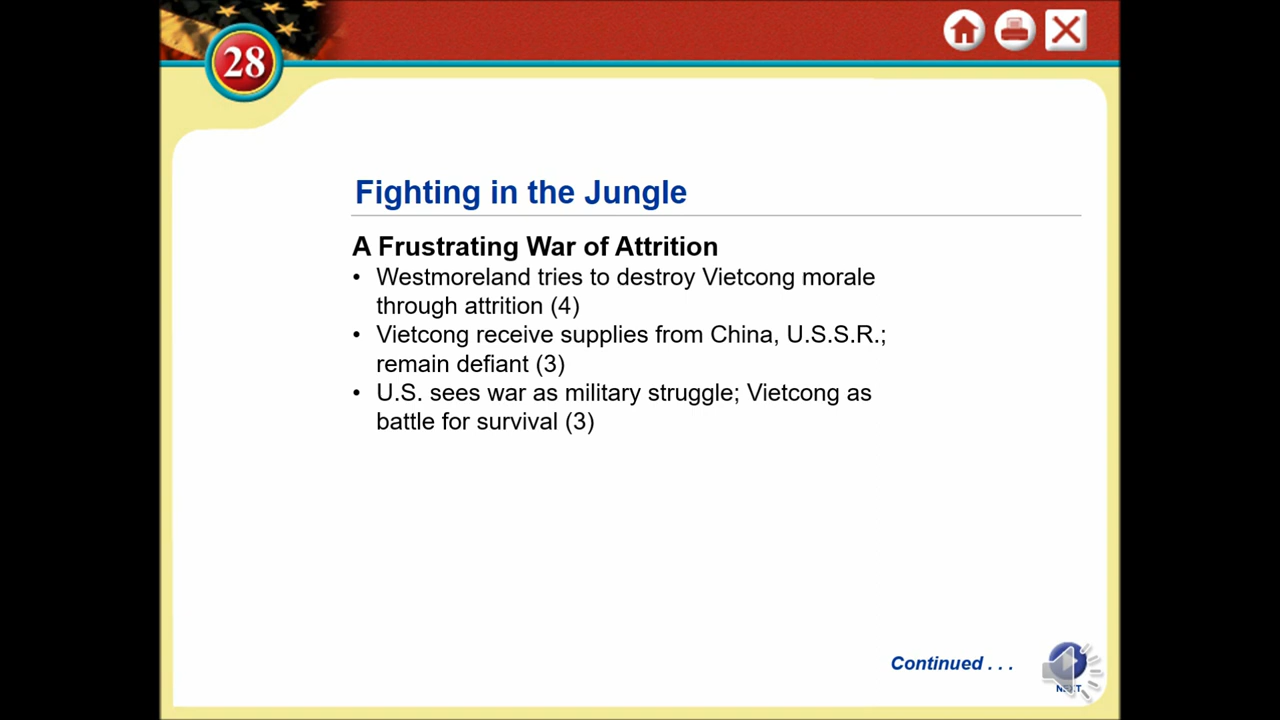 28
Fighting in the Jungle
A Frustrating War of Attrition
• Westmoreland tries to destroy Vietcong morale
through attrition (4)
• Vietcong receive supplies from China, U.S.S.R.;
remain defiant (3)
• U.S. sees war as military struggle; Vietcong as
battle for survival (3)
Continued . . .
NEXT